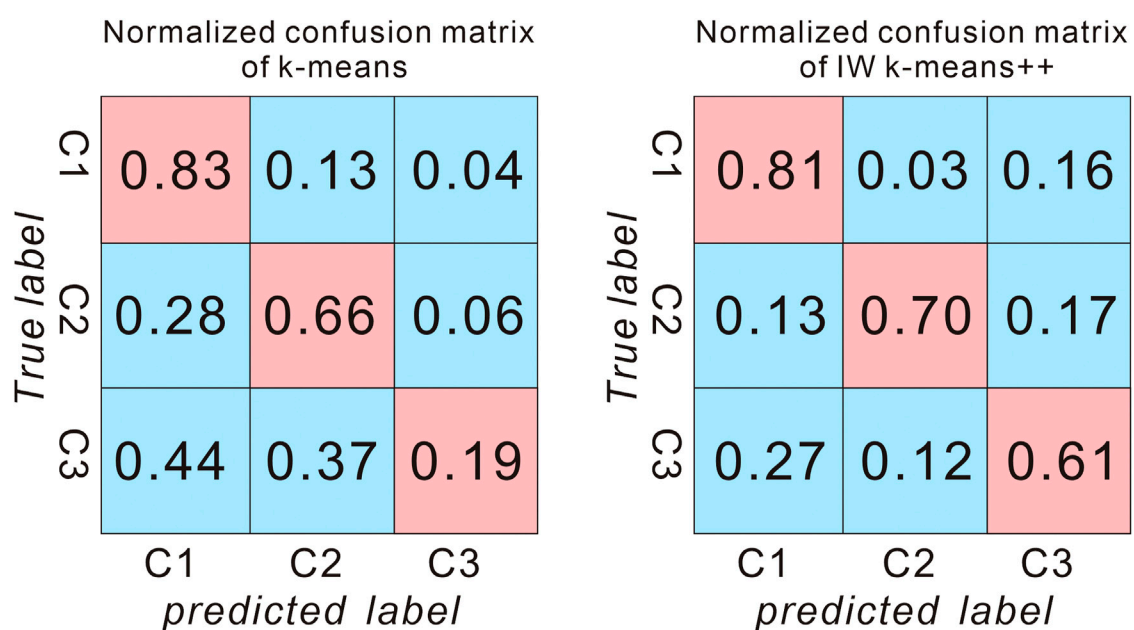 Normalized confusion matrix
of k-means
True label
C1
0.83 0.13 0.04
C2
0.28 0.66 0.06
C3
0.44 0.37 0.19
C1 C2 C3
predicted label
Normalized confusion matrix
of IW k-means++
True label
C1
0.81 0.03 0.16
C2
0.13 0.70 0.17
C3
0.27 0.12 0.61
C1 C2 C3
predicted label